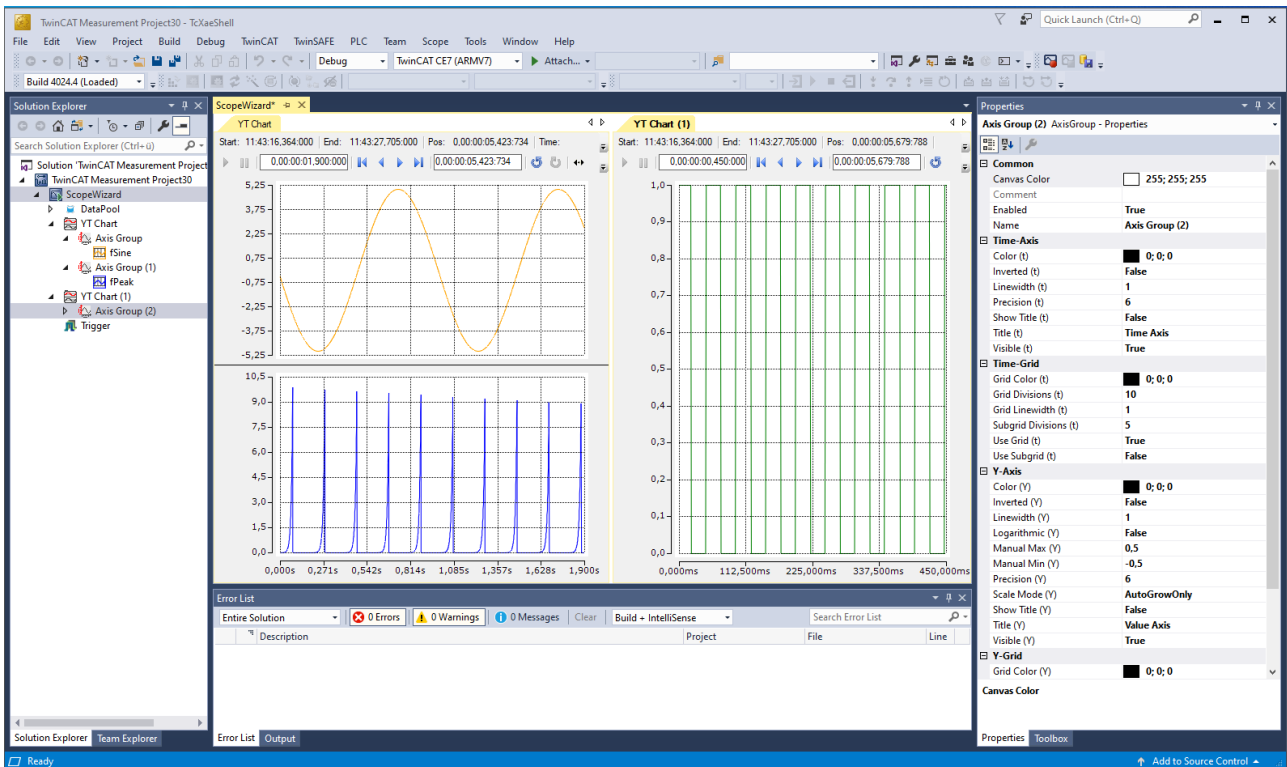 TwinCAT Measurement Project30 - TcXaeShell
Quick Launch (Ctrl+Q)
File Edit View Project Build Debug TwinCAT TwinSAFE PLC Team Scope Tools Window Help
Debug TwinCAT CE7 (ARMV7) Attach...
Build 4024.4 (Loaded)
Solution Explorer
Search Solution Explorer (Ctrl+ü)
Solution 'TwinCAT Measurement Project
TwinCAT Measurement Project30
ScopeWizard
DataPool
YT Chart
Axis Group
fSine
Axis Group (1)
fPeak
YT Chart (1)
Axis Group (2)
Trigger
Solution Explorer Team Explorer
ScopeWizard*
YT Chart
Start: 11:43:16,364:000 End: 11:43:27,705:000 Pos: 0,00:00:05,423:734 Time:
0,00:00:01,900:000 0,00:00:05,423:734
5,25
3,75
2,25
0,75
-0,75
-2,25
-3,75
-5,25
10,5
9,0
7,5
6,0
4,5
3,0
1,5
0,0
0,000s 0,271s 0,542s 0,814s 1,085s 1,357s 1,628s 1,900s
YT Chart (1)
Start: 11:43:16,364:000 End: 11:43:27,705:000 Pos: 0,00:00:05,679:788
0,00:00:00,450:000 0,00:00:05,679:788
1,0
0,9
0,8
0,7
0,6
0,5
0,4
0,3
0,2
0,1
0,0
0,000ms 112,500ms 225,000ms 337,500ms 450,000ms
Error List
Entire Solution 0 Errors 0 Warnings 0 Messages Clear Build + IntelliSense Search Error List
Description Project File Line
Error List Output
Properties
Axis Group (2) AxisGroup - Properties
Common
Canvas Color 255; 255; 255
Comment
Enabled True
Name Axis Group (2)
Time-Axis
Color (t) 0; 0; 0
Inverted (t) False
Linewidth (t) 1
Precision (t) 6
Show Title (t) False
Title (t) Time Axis
Visible (t) True
Time-Grid
Grid Color (t) 0; 0; 0
Grid Divisions (t) 10
Grid Linewidth (t) 1
Subgrid Divisions (t) 5
Use Grid (t) True
Use Subgrid (t) False
Y-Axis
Color (Y) 0; 0; 0
Inverted (Y) False
Linewidth (Y) 1
Logarithmic (Y) False
Manual Max (Y) 0,5
Manual Min (Y) -0,5
Precision (Y) 6
Scale Mode (Y) AutoGrowOnly
Show Title (Y) False
Title (Y) Value Axis
Visible (Y) True
Y-Grid
Grid Color (Y) 0; 0; 0
Canvas Color
Properties Toolbox
Ready
Add to Source Control